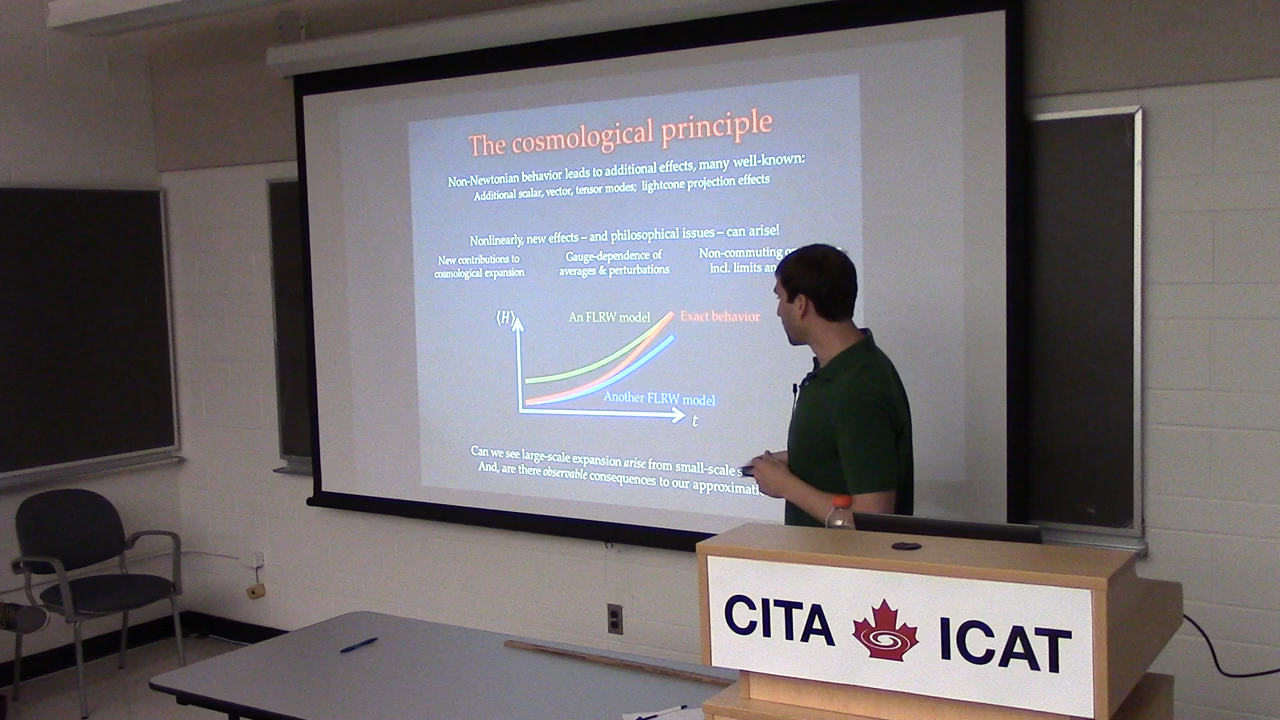 The cosmological principle
Non-Newtonian behavior leads to additional effects, many well-known:
Additional scalar, vector, tensor modes; lightcone projection effects
Nonlinearly, new effects – and philosophical issues – can arise!
New contributions to
cosmological expansion
Gauge-dependence of
averages & perturbations
Non-commuting
incl. limits
⟨H⟩
An FLRW model
Exact behavior
Another FLRW model
t
Can we see large-scale expansion arise from small-scale
And, are there observable consequences to our
CITA ICAT